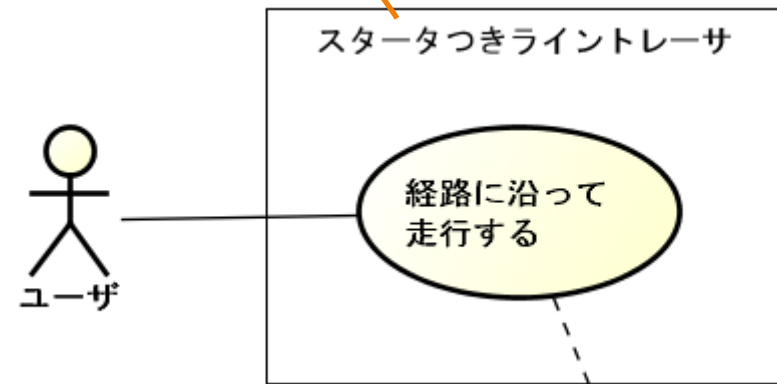 スタータつきライントレーサ
経路に沿って
走行する
ユーザ